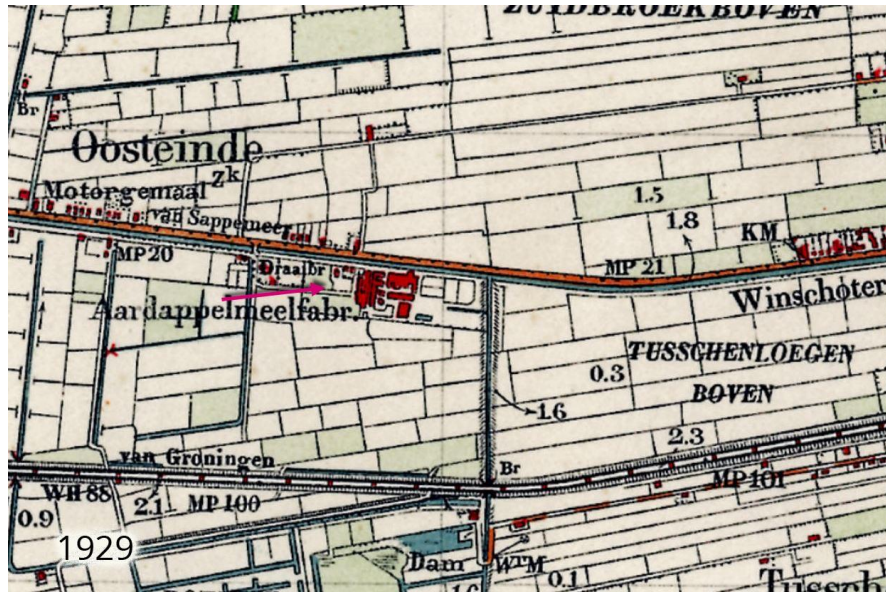 ZUIDBROEKBOVEN
Br
Oosteinde
zk
Motorgemaal
van Sappemeer
1.5
1.8
KM
MP 20
Draaibr
MP 21
Aardappelmeelfabr.
Winschoter
TUSSCHENLOEGEN
BOVEN
0.3
1.6
2.3
van Groningen
Br
WH 88
2.1
MP 100
MP 101
0.9
1929
Dam
WTM
0.1
1.6
Tussch